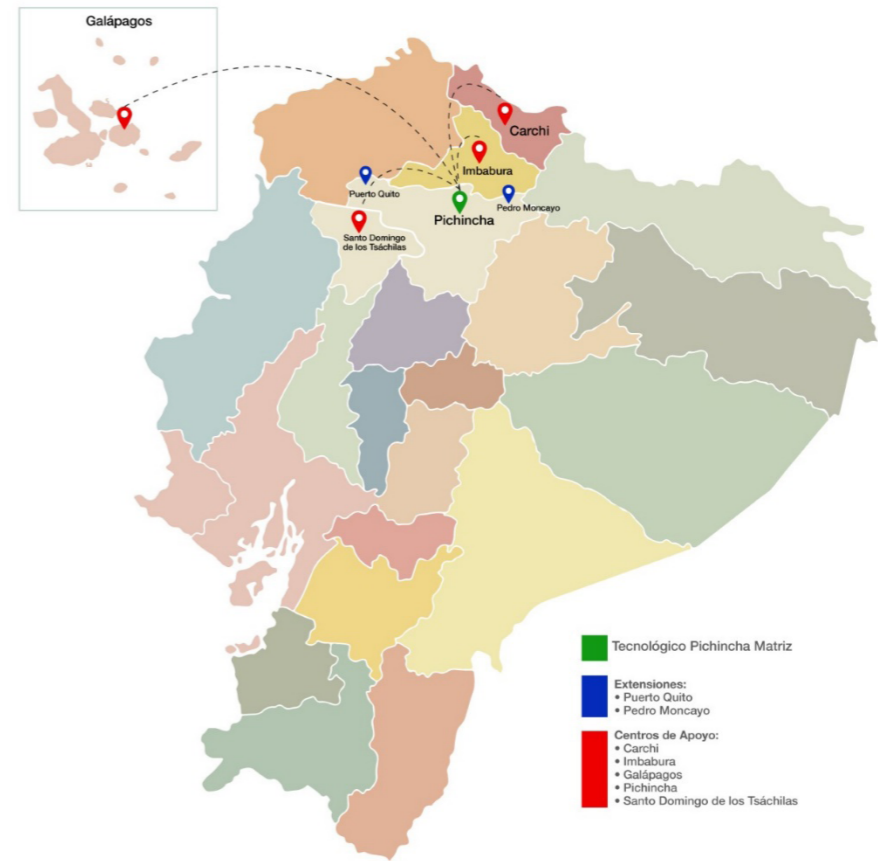 Galápagos
Carchi
Imbabura
Puerto Quito
Pedro Moncayo
Pichincha
Santo Domingo
de los Tsáchilas
Tecnológico Pichincha Matriz
Extensiones:
• Puerto Quito
• Pedro Moncayo
Centros de Apoyo:
• Carchi
• Imbabura
• Galápagos
• Pichincha
• Santo Domingo de los Tsáchilas